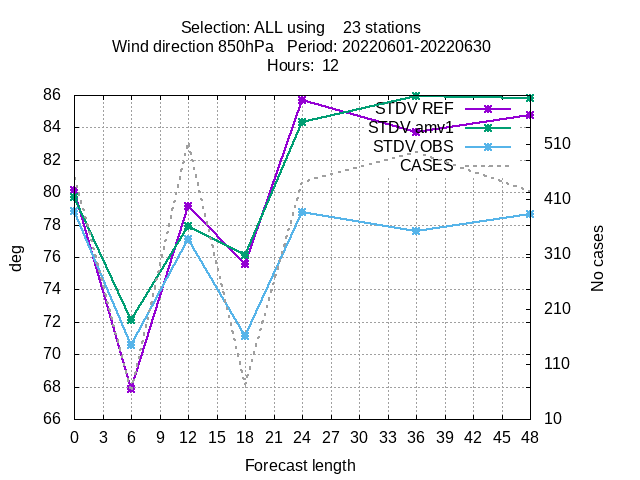 Selection: ALL using    23 stations
Wind direction 850hPa   Period: 20220601-20220630
Hours:  12
STDV REF
STDV amv1
STDV OBS
CASES
86
84
82
80
78
76
74
72
70
68
66
deg
510
410
310
210
110
10
No cases
0 3 6 9 12 15 18 21 24 27 30 33 36 39 42 45 48
Forecast length